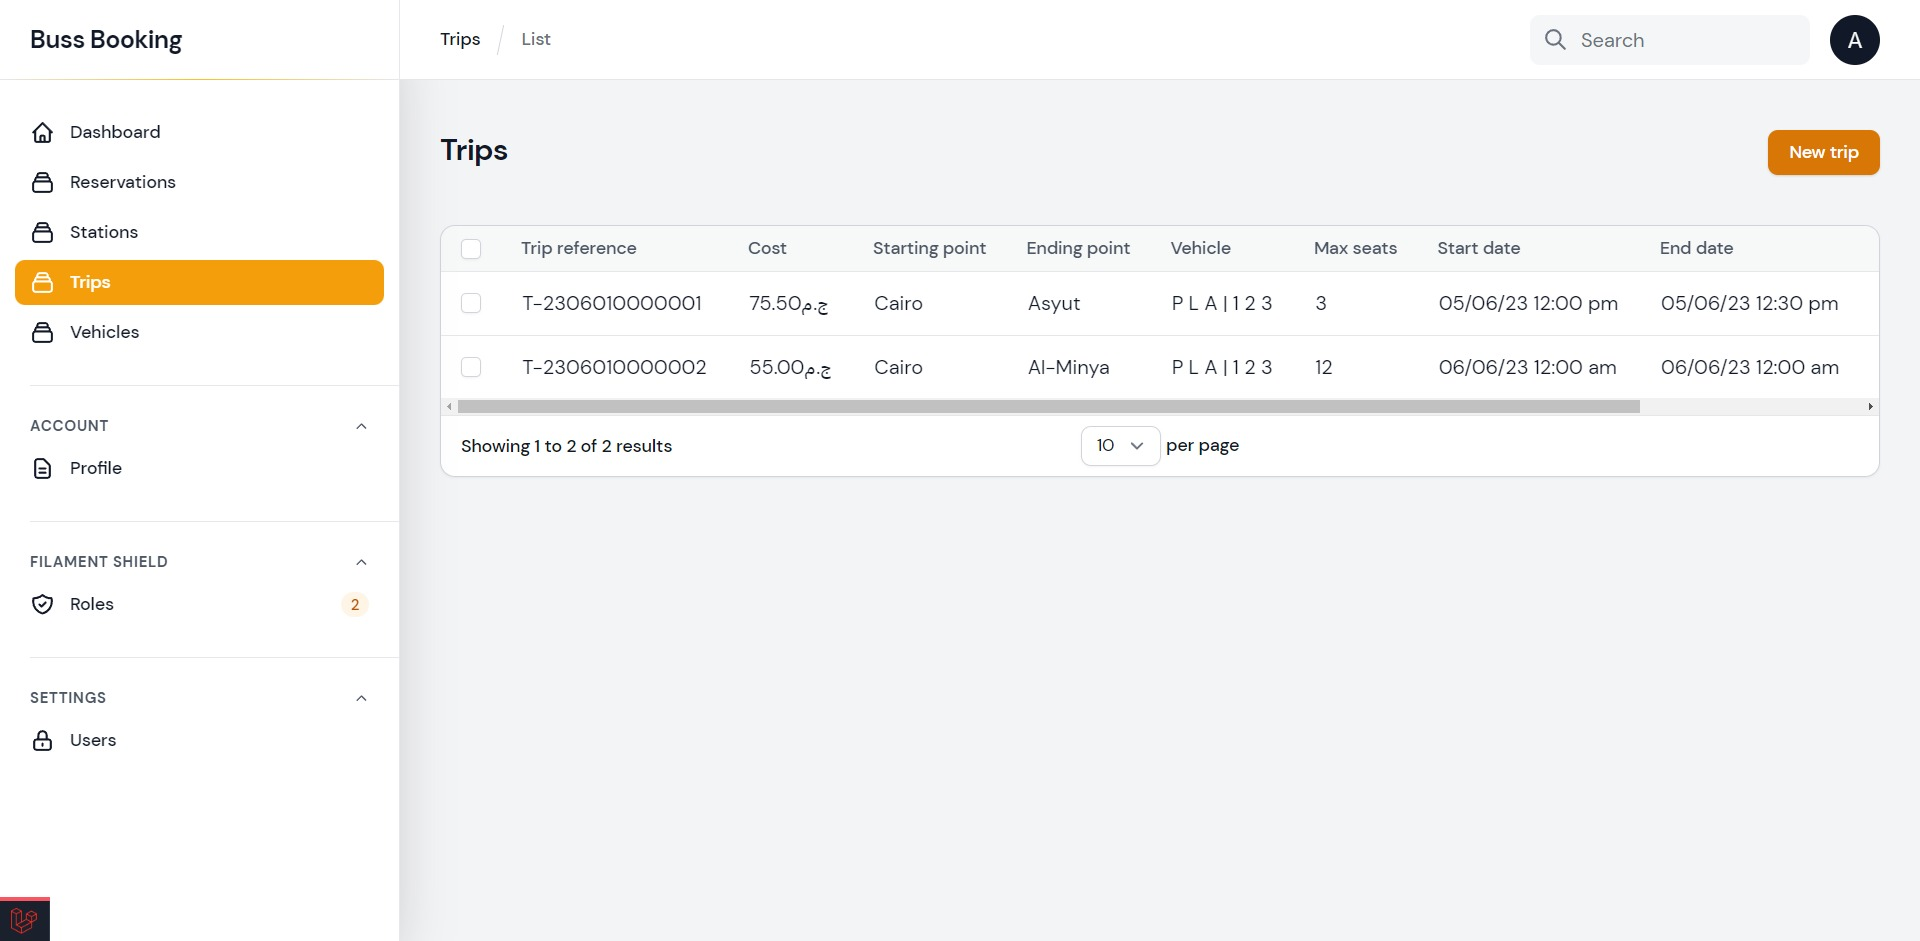 Buss Booking
Trips
List
Search
A
Dashboard
Reservations
Stations
Trips
Vehicles
ACCOUNT
Profile
FILAMENT SHIELD
Roles 2
SETTINGS
Users
Trips
New trip
Trip reference Cost Starting point Ending point Vehicle Max seats Start date End date
T-2306010000001 75.50ج.م Cairo Asyut P L A | 1 2 3 3 05/06/23 12:00 pm 05/06/23 12:30 pm
T-2306010000002 55.00ج.م Cairo Al-Minya P L A | 1 2 3 12 06/06/23 12:00 am 06/06/23 12:00 am
Showing 1 to 2 of 2 results
10 per page